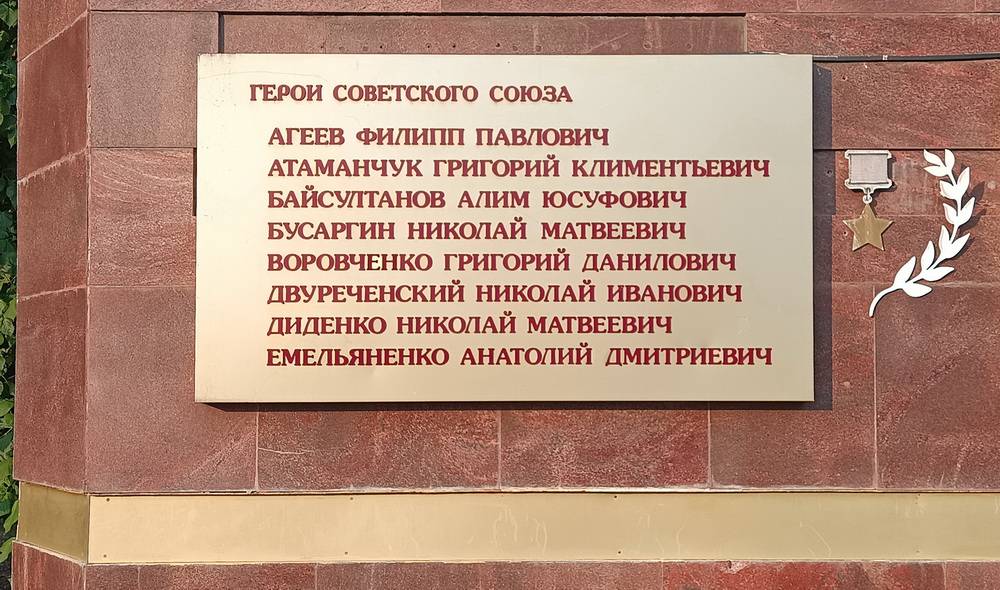 ГЕРОИ СОВЕТСКОГО СОЮЗА
АГЕЕВ ФИЛИПП ПАВЛОВИЧ
АТАМАНЧУК ГРИГОРИЙ КЛИМЕНТЬЕВИЧ
БАЙСУЛТАНОВ АЛИМ ЮСУФОВИЧ
БУСАРГИН НИКОЛАЙ МАТВЕЕВИЧ
ВОРОВЧЕНКО ГРИГОРИЙ ДАНИЛОВИЧ
ДВУРЕЧЕНСКИЙ НИКОЛАЙ ИВАНОВИЧ
ДИДЕНКО НИКОЛАЙ МАТВЕЕВИЧ
ЕМЕЛЬЯНЕНКО АНАТОЛИЙ ДМИТРИЕВИЧ